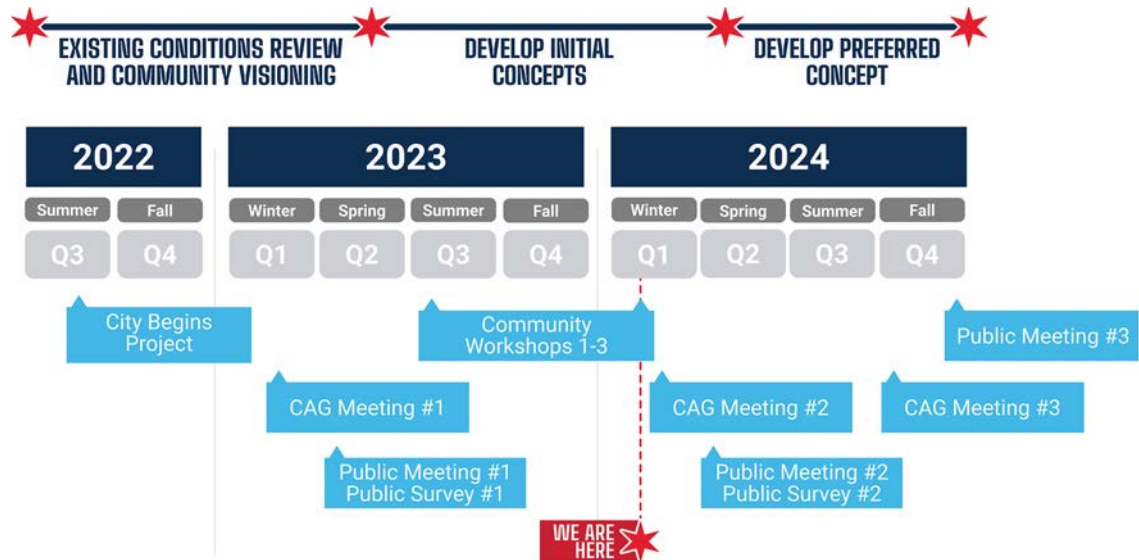 EXISTING CONDITIONS REVIEW
AND COMMUNITY VISIONING
DEVELOP INITIAL
CONCEPTS
DEVELOP PREFERRED
CONCEPT
2022
2023
2024
Summer
Fall
Winter
Spring
Summer
Fall
Winter
Spring
Summer
Fall
Q3
Q4
Q1
Q2
Q3
Q4
Q1
Q2
Q3
Q4
City Begins
Project
Community
Workshops 1-3
Public Meeting #3
CAG Meeting #1
CAG Meeting #2
CAG Meeting #3
Public Meeting #1
Public Survey #1
Public Meeting #2
Public Survey #2
WE ARE
HERE